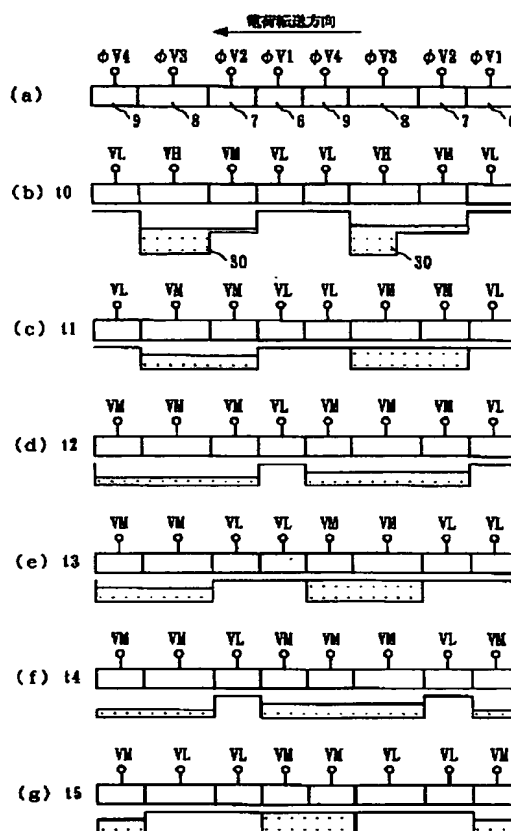 電荷転送方向
φV4 φV3 φV2 φV1 φV4 φV3 φV2 φV1
(a)
9 8 7 6 9 8 7 6
VL VH VM VL VL VH VM VL
(b) t0
30 30
VL VM VM VL VL VM VM VL
(c) t1
VM VM VM VL VM VM VM VL
(d) t2
VM VM VL VL VM VM VL VL
(e) t3
VM VM VL VM VM VM VL VM
(f) t4
VM VL VL VM VM VL VL VM
(g) t5